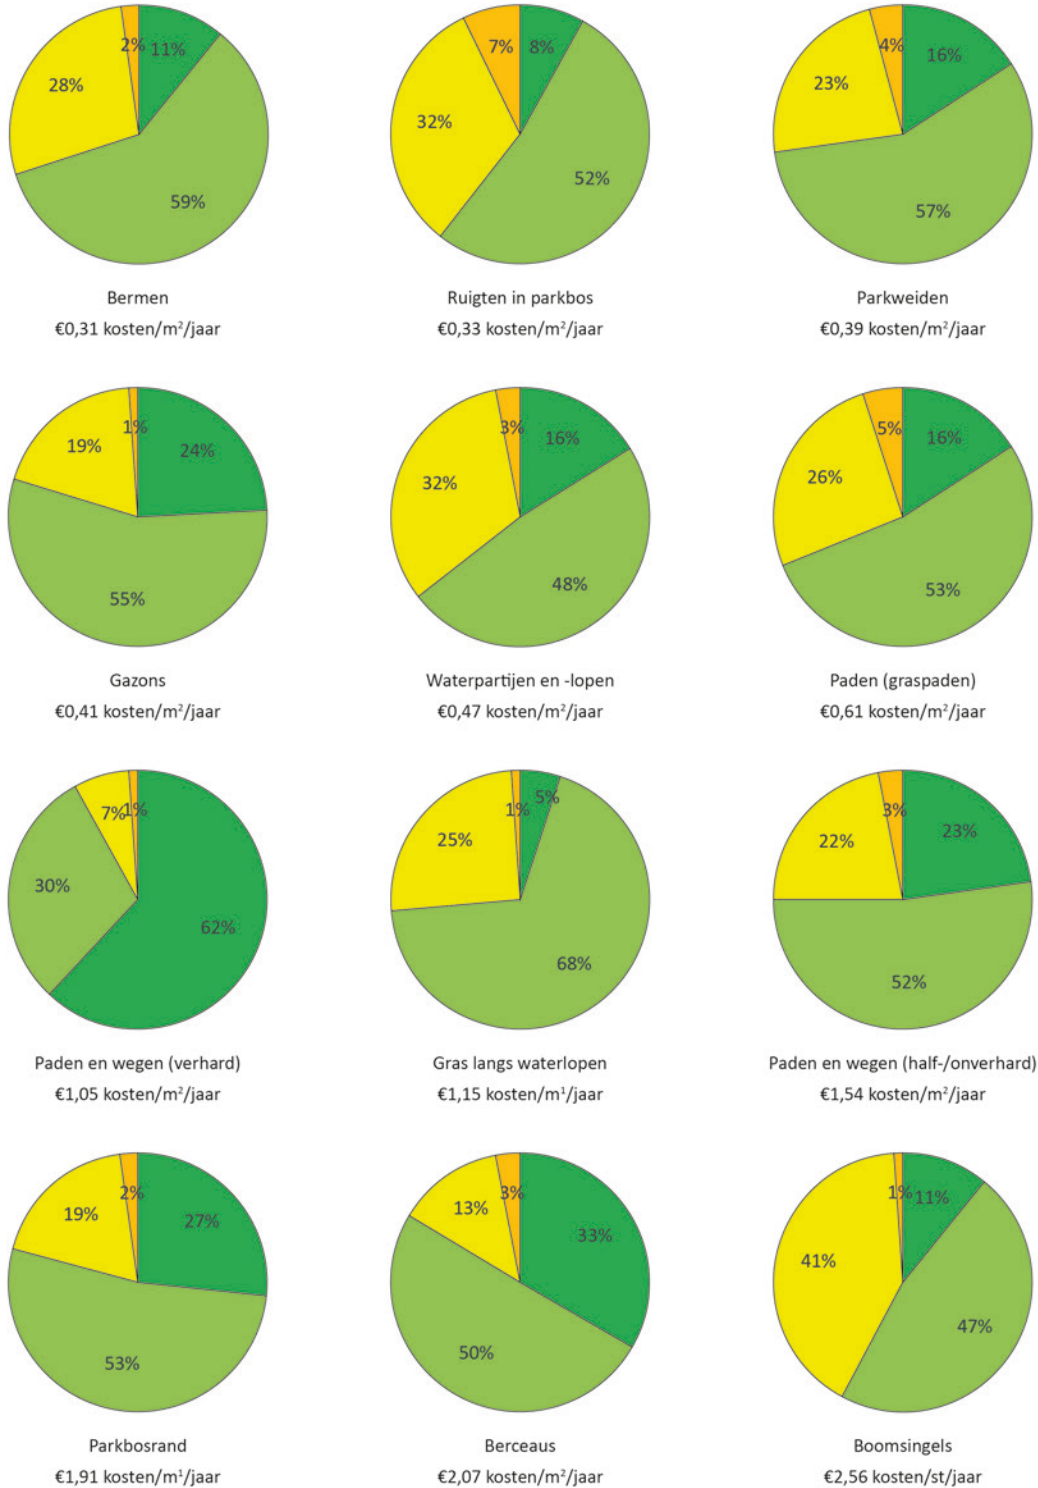 2%
11%
28%
59%
Bermen
€0,31 kosten/m²/jaar
7%
8%
32%
52%
Ruigten in parkbos
€0,33 kosten/m²/jaar
4%
16%
23%
57%
Parkweiden
€0,39 kosten/m²/jaar
1%
24%
19%
55%
Gazons
€0,41 kosten/m²/jaar
3%
16%
32%
48%
Waterpartijen en -lopen
€0,47 kosten/m²/jaar
5%
16%
26%
53%
Paden (graspaden)
€0,61 kosten/m²/jaar
7%
1%
30%
62%
Paden en wegen (verhard)
€1,05 kosten/m²/jaar
1%
5%
25%
68%
Gras langs waterlopen
€1,15 kosten/m¹/jaar
3%
23%
22%
52%
Paden en wegen (half-/onverhard)
€1,54 kosten/m²/jaar
2%
27%
19%
53%
Parkbosrand
€1,91 kosten/m¹/jaar
3%
13%
33%
50%
Berceaus
€2,07 kosten/m²/jaar
1%
11%
41%
47%
Boomsingels
€2,56 kosten/st/jaar